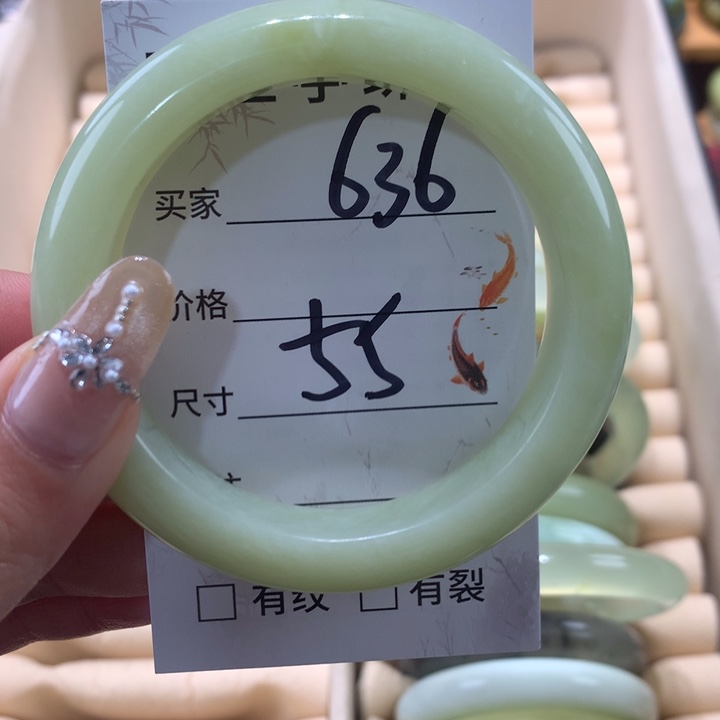 买家 636
价格
尺寸 55
有纹 有裂